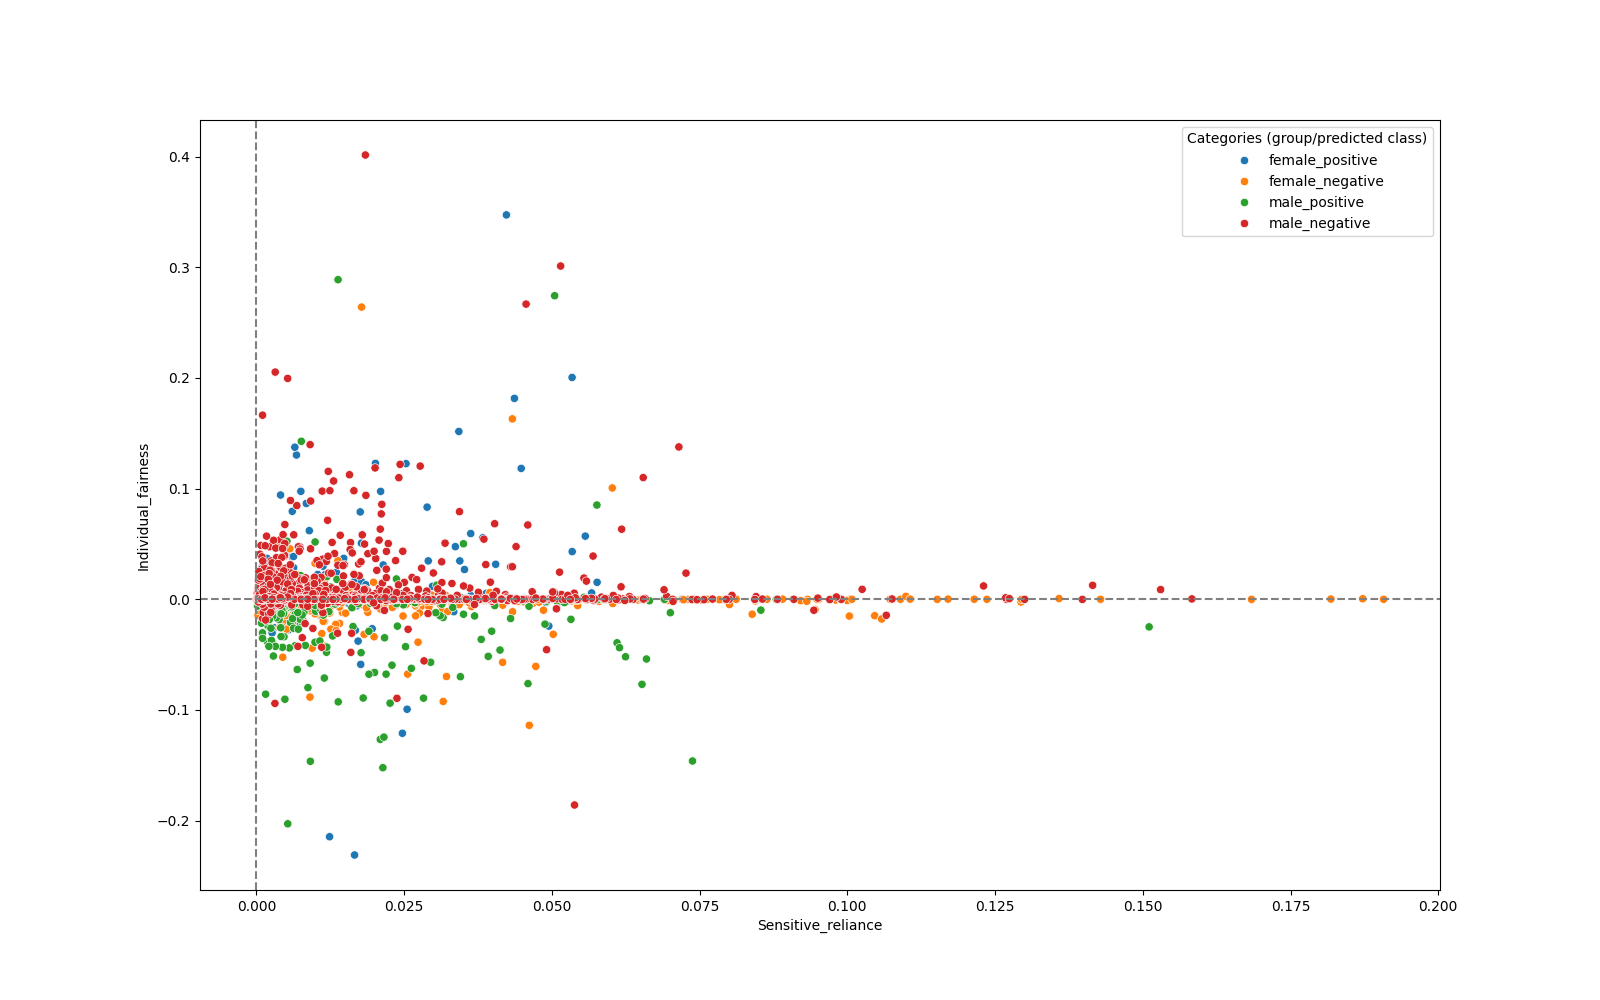 Categories (group/predicted class)
female_positive
female_negative
male_positive
male_negative
0.4
0.3
0.2
0.1
0.0
−0.1
−0.2
Individual_fairness
0.000 0.025 0.050 0.075 0.100 0.125 0.150 0.175 0.200
Sensitive_reliance